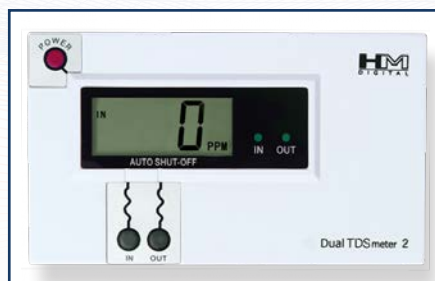 POWER
HM
DIGITAL
IN
0
PPM
IN OUT
AUTO SHUT-OFF
IN OUT
Dual TDS meter 2